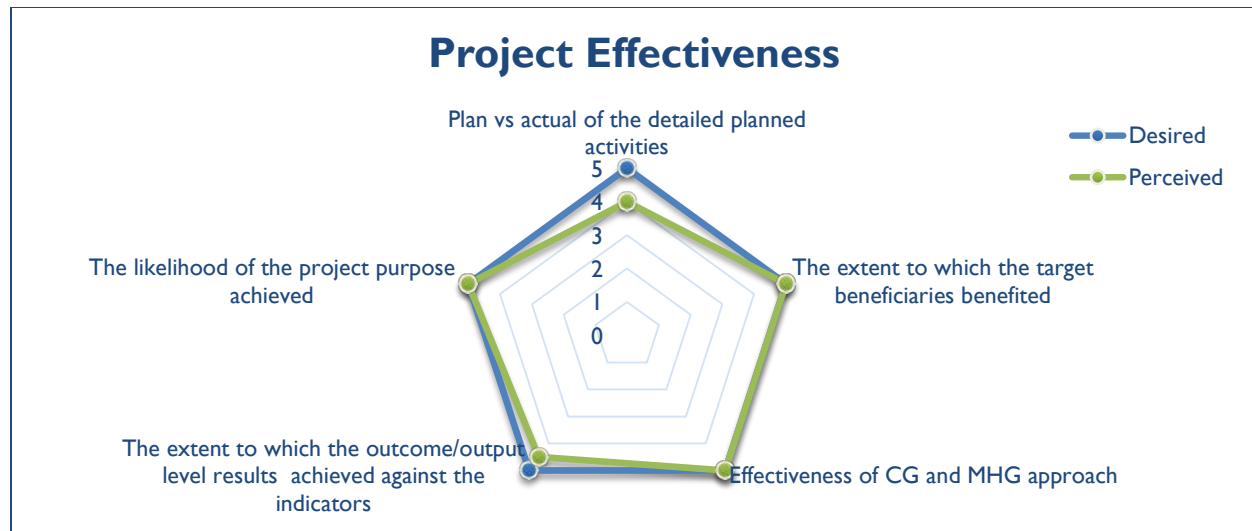 Project Effectiveness
Plan vs actual of the detailed planned
activities
Desired
Perceived
5
4
3
2
1
0
The likelihood of the project purpose
achieved
The extent to which the target
beneficiaries benefited
The extent to which the outcome/output
level results achieved against the
indicators
Effectiveness of CG and MHG approach